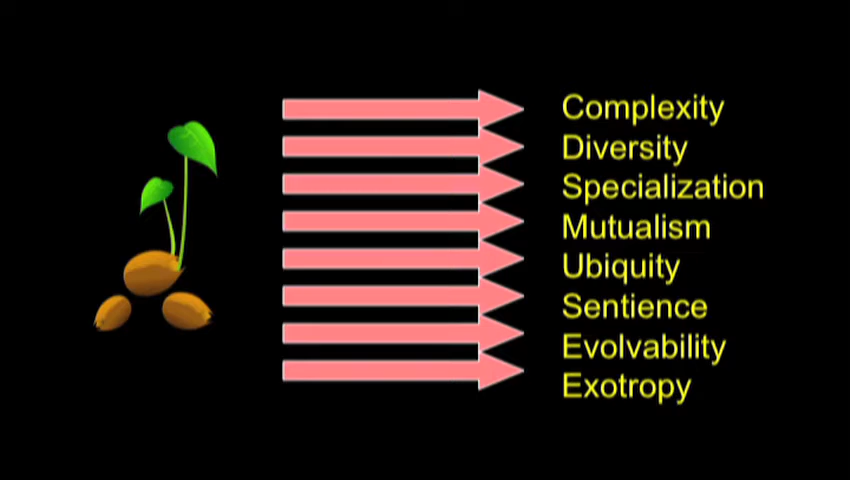 Complexity
Diversity
Specialization
Mutualism
Ubiquity
Sentience
Evolvability
Exotropy